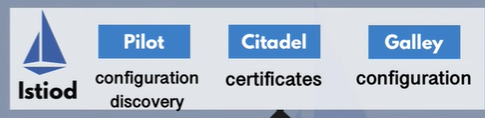 Istiod
Pilot
configuration
discovery
Citadel
certificates
Galley
configuration